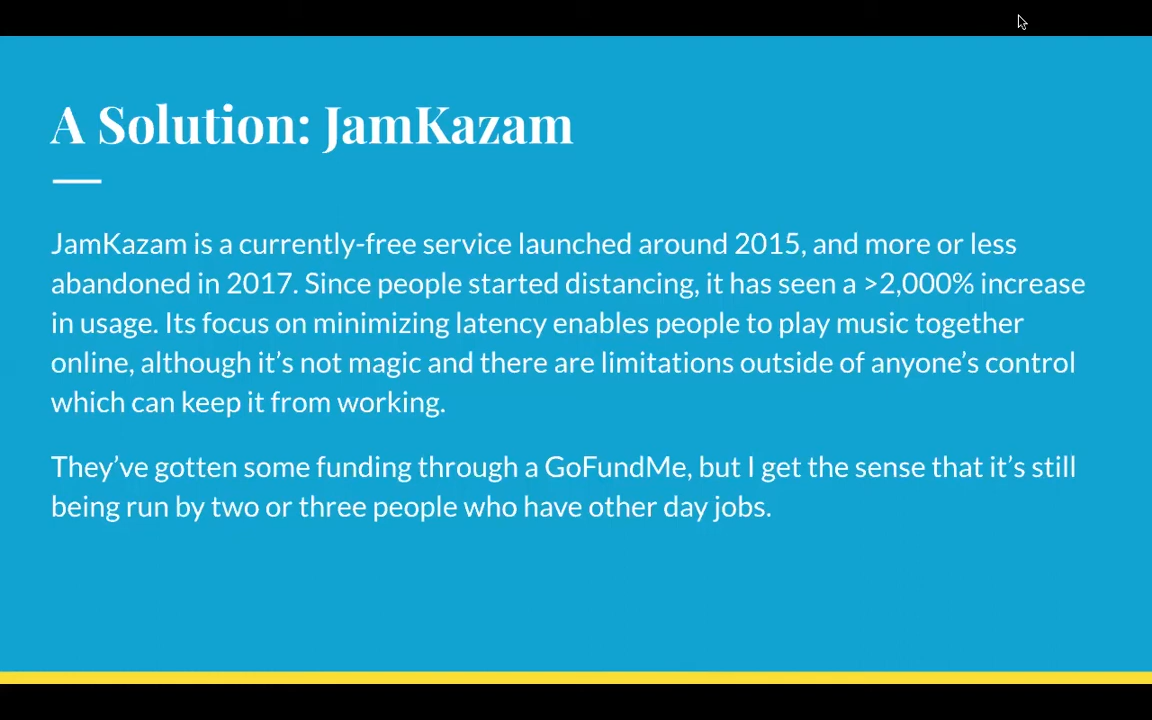 A Solution: JamKazam
JamKazam is a currently-free service launched around 2015, and more or less
abandoned in 2017. Since people started distancing, it has seen a >2,000% increase
in usage. Its focus on minimizing latency enables people to play music together
online, although it’s not magic and there are limitations outside of anyone’s control
which can keep it from working.
They’ve gotten some funding through a GoFundMe, but I get the sense that it’s still
being run by two or three people who have other day jobs.